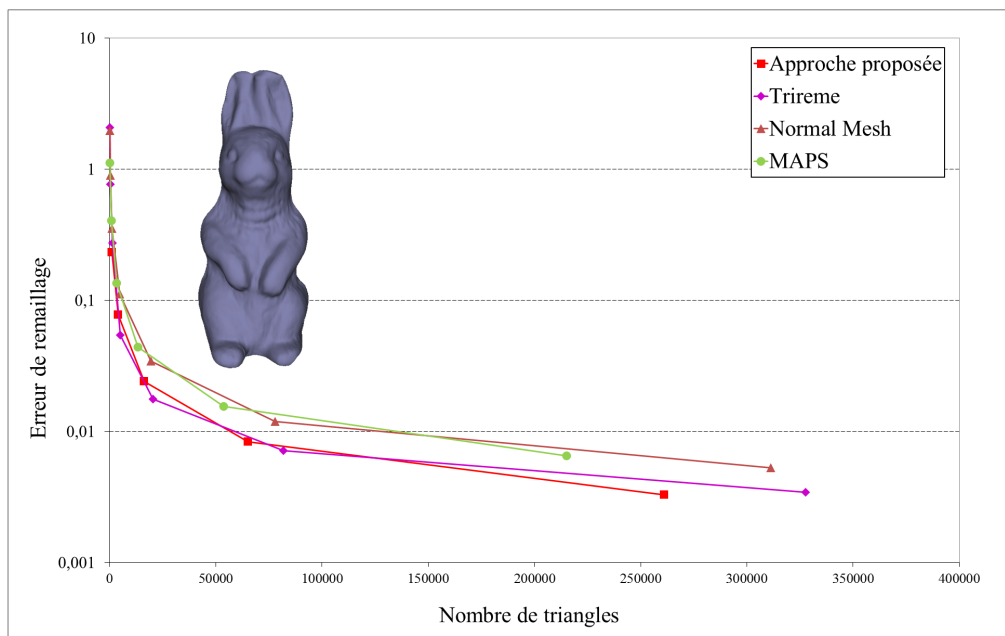 10
1
0,1
0,01
0,001
Erreur de remaillage
Approche proposée
Trireme
Normal Mesh
MAPS
0 50000 100000 150000 200000 250000 300000 350000 400000
Nombre de triangles